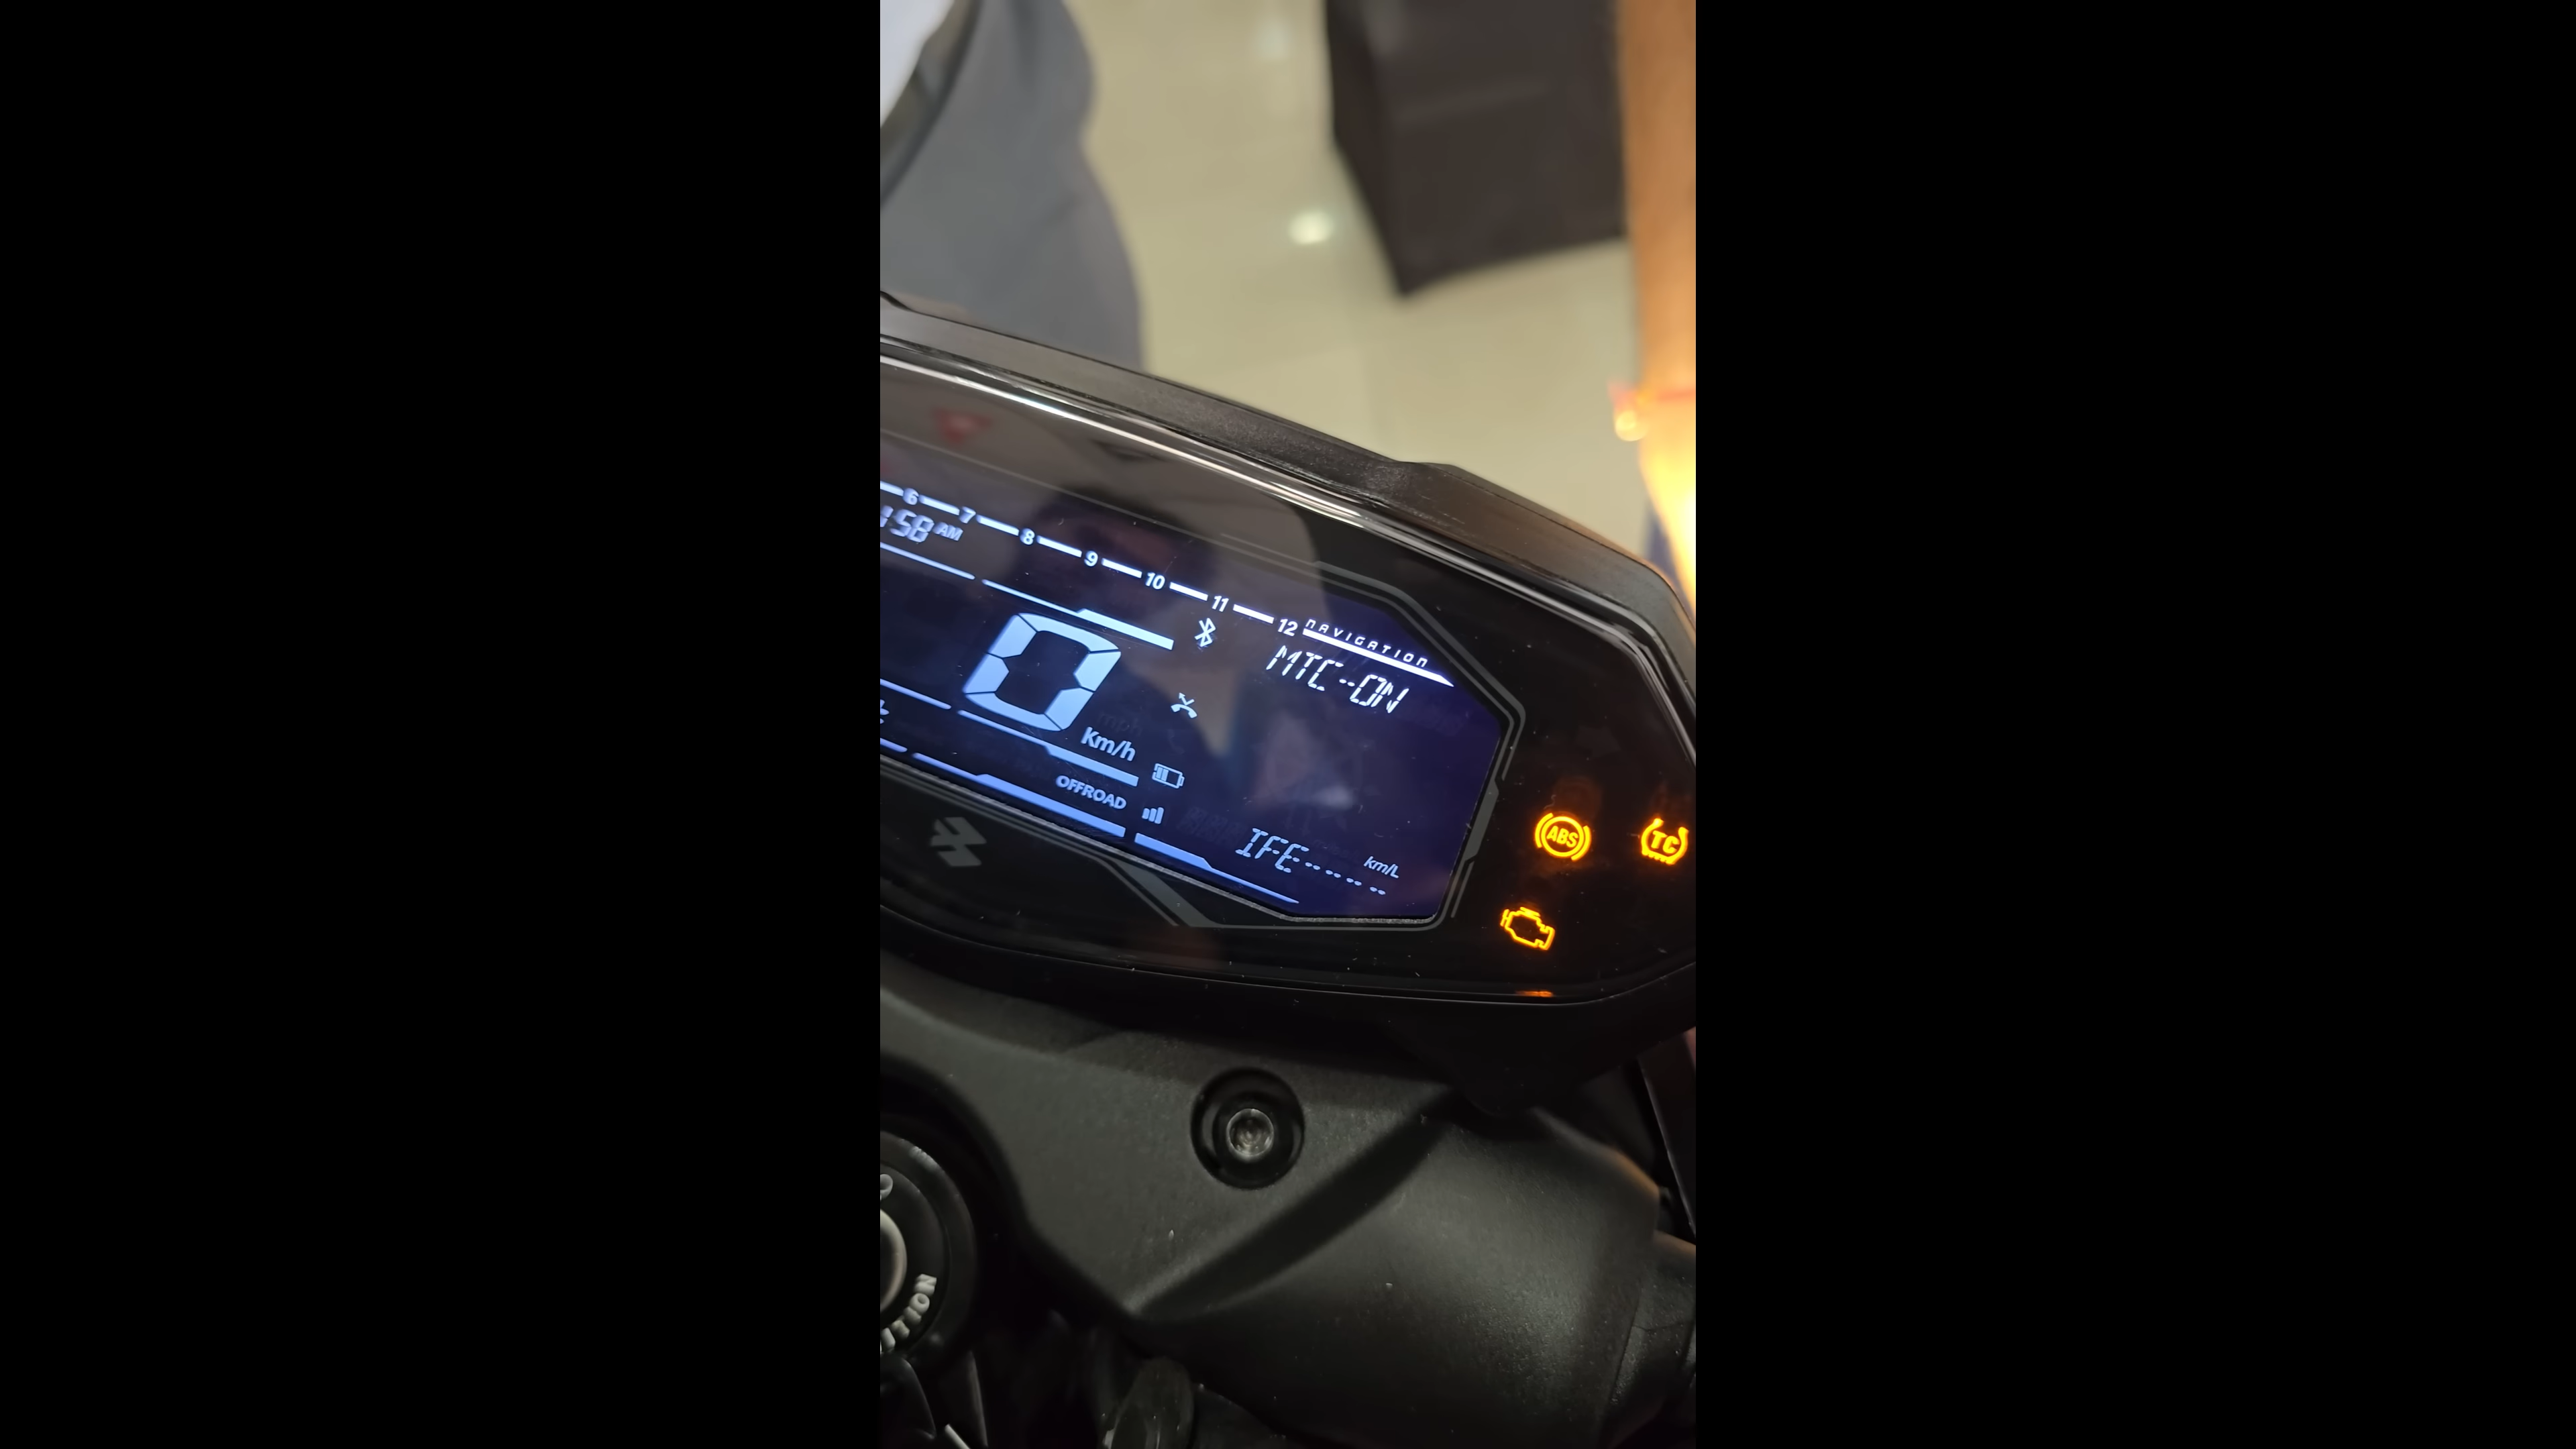 6 7 8 9 10 11 12
:58 AM
NAVIGATION
MTC--ON
0
Km/h
OFFROAD
IFE------
km/L
ABS
TC